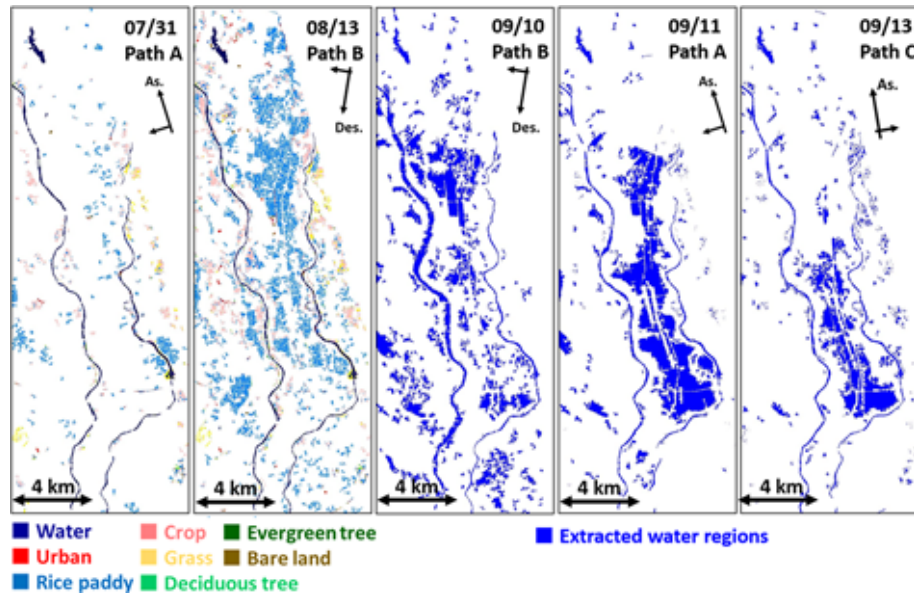 07/31
Path A
As.
4 km
08/13
Path B
Des.
4 km
09/10
Path B
Des.
4 km
09/11
Path A
As.
4 km
09/13
Path C
As.
4 km
Water
Crop
Evergreen tree
Urban
Grass
Bare land
Rice paddy
Deciduous tree
Extracted water regions